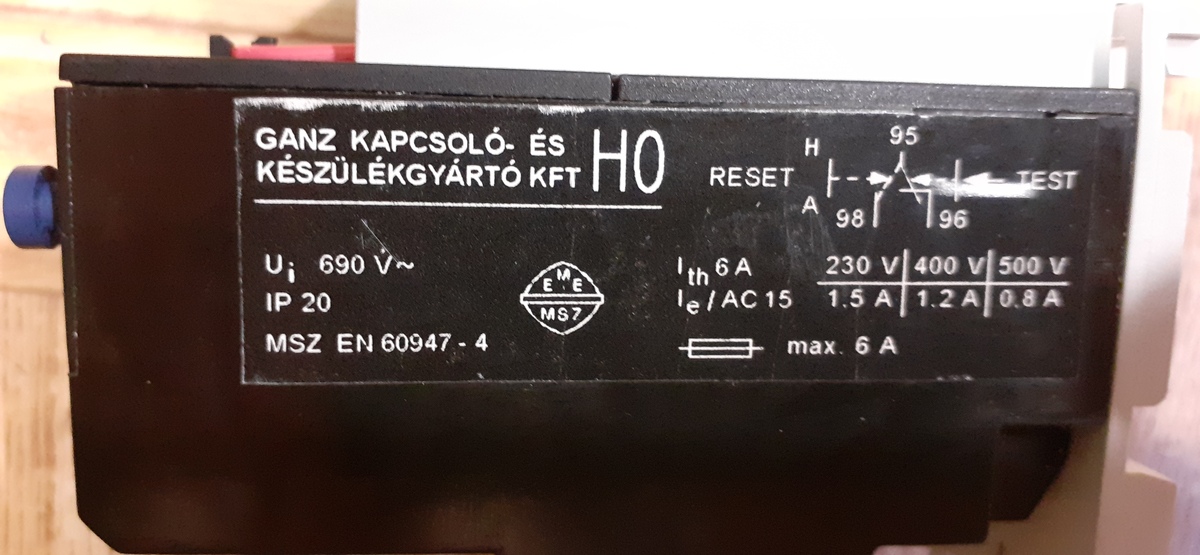 GANZ KAPCSOLÓ- ÉS
KÉSZÜLÉKGYÁRTÓ KFT
H0
Ui 690 V~
IP 20
MSZ EN 60947-4
EME
MSZ
RESET
H
A
95
98
96
TEST
Ith 6 A
Ie / AC 15
230 V 400 V 500 V
1.5 A 1.2 A 0.8 A
max. 6 A